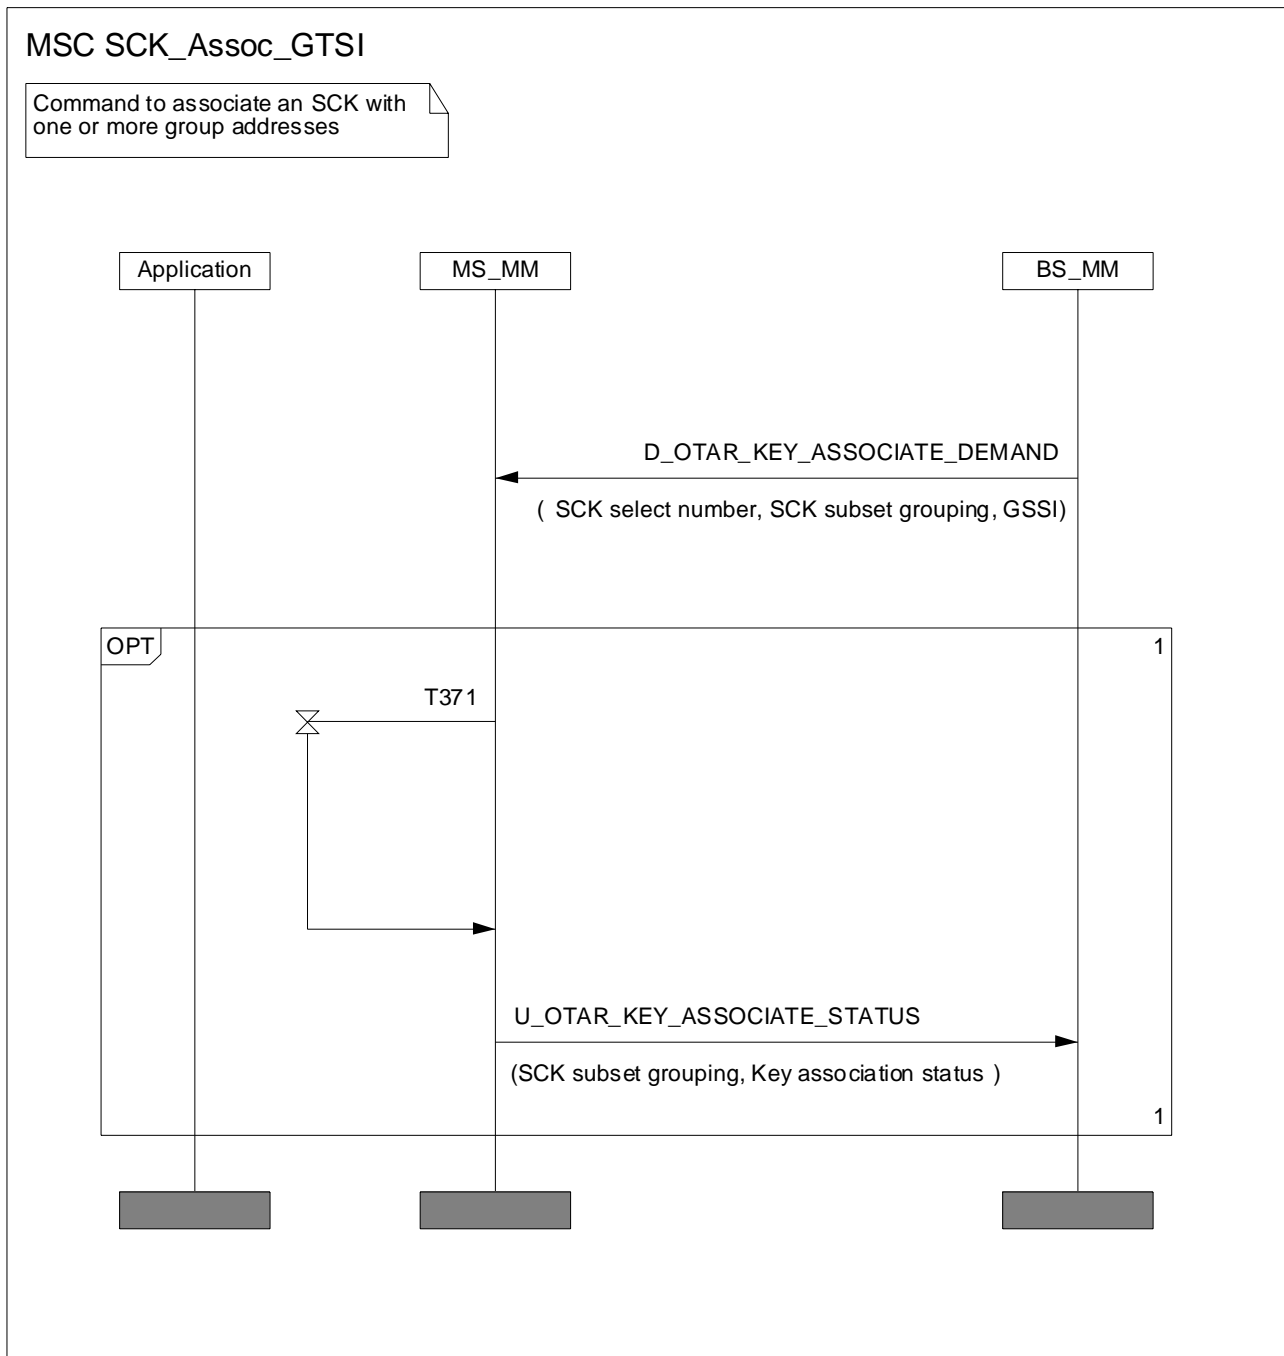 MSC SCK_Assoc_GTSI
Command to associate an SCK with
one or more group addresses
Application
MS_MM
BS_MM
D_OTAR_KEY_ASSOCIATE_DEMAND
( SCK select number, SCK subset grouping, GSSI)
OPT
1
T371
U_OTAR_KEY_ASSOCIATE_STATUS
(SCK subset grouping, Key association status )
1